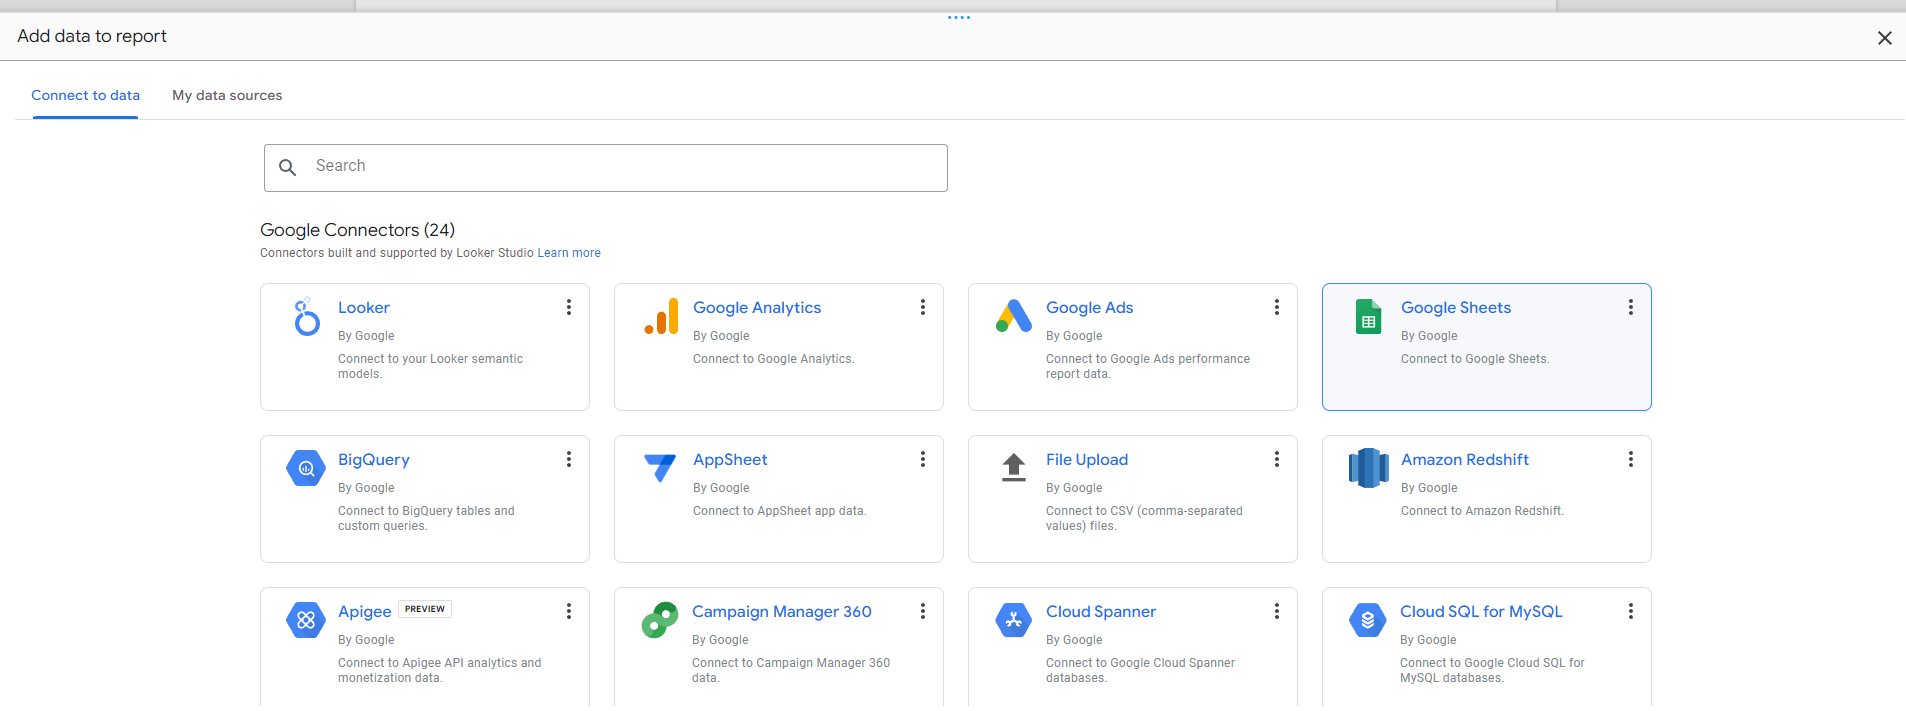 Add data to report
Connect to data
My data sources
Search
Google Connectors (24)
Connectors built and supported by Looker Studio Learn more
Looker
By Google
Connect to your Looker semantic
models.
Google Analytics
By Google
Connect to Google Analytics.
Google Ads
By Google
Connect to Google Ads performance
report data.
Google Sheets
By Google
Connect to Google Sheets.
BigQuery
By Google
Connect to BigQuery tables and
custom queries.
AppSheet
By Google
Connect to AppSheet app data.
File Upload
By Google
Connect to CSV (comma-separated
values) files.
Amazon Redshift
By Google
Connect to Amazon Redshift.
Apigee PREVIEW
By Google
Connect to Apigee API analytics and
monetization data.
Campaign Manager 360
By Google
Connect to Campaign Manager 360
data.
Cloud Spanner
By Google
Connect to Google Cloud Spanner
databases.
Cloud SQL for MySQL
By Google
Connect to Google Cloud SQL for
MySQL databases.